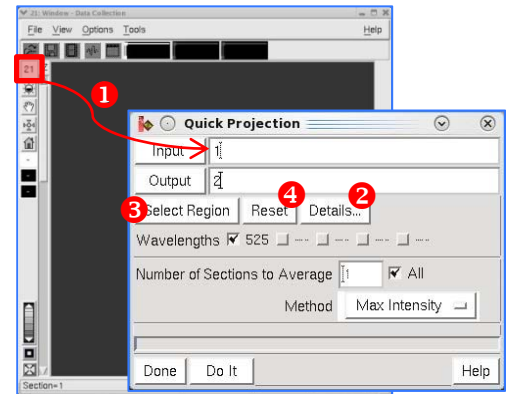 21: Window - Data Collection
File View Options Tools Help
21
1
Quick Projection
Input 1
Output 2
3 4 2
Select Region Reset Details...
Wavelengths 525 ---- ---- ---- ----
Number of Sections to Average 1 All
Method Max Intensity
Done Do It Help
Section=1